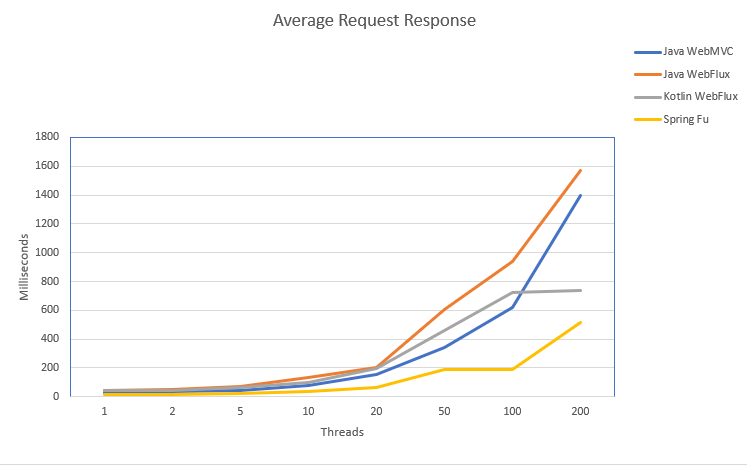 Average Request Response
Java WebMVC
Java WebFlux
Kotlin WebFlux
Spring Fu
1800
1600
1400
1200
1000
800
600
400
200
0
Milliseconds
1 2 5 10 20 50 100 200
Threads